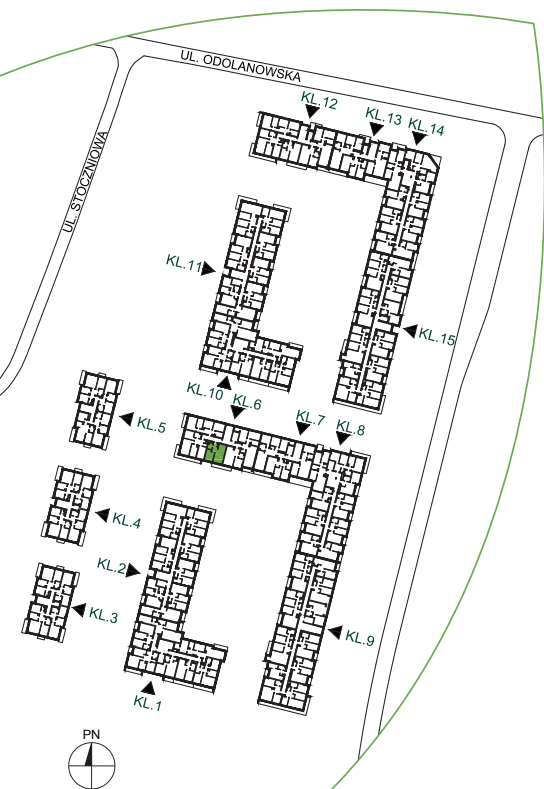 UL. ODOLANOWSKA
KL.12
KL.13
KL.14
UL. STOCZNIOWA
KL.11
KL.15
KL.10
KL.6
KL.7
KL.8
KL.5
KL.4
KL.2
KL.3
KL.9
KL.1
PN